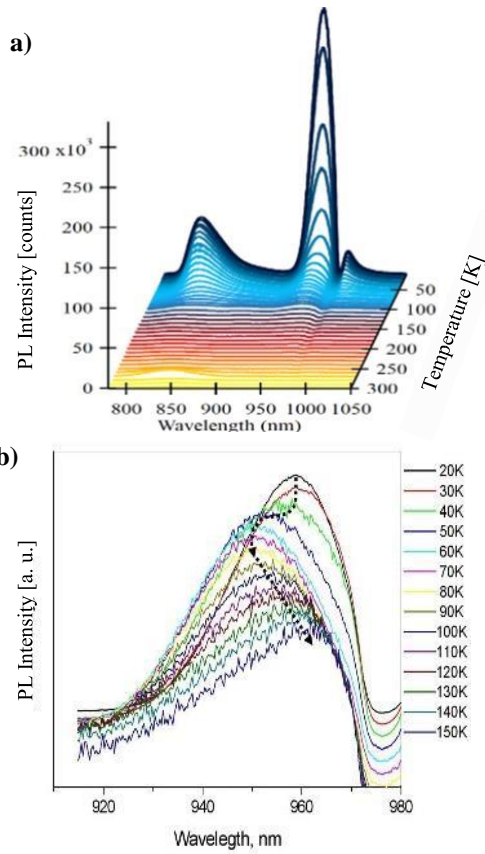 a)
300 x10³
250
200
150
100
50
0
PL Intensity [counts]
800 850 900 950 1000 1050
Wavelength (nm)
50
100
150
200
250
300
Temperature [K]
b)
PL Intensity [a. u.]
920 940 960 980
Wavelegth, nm
20K
30K
40K
50K
60K
70K
80K
90K
100K
110K
120K
130K
140K
150K